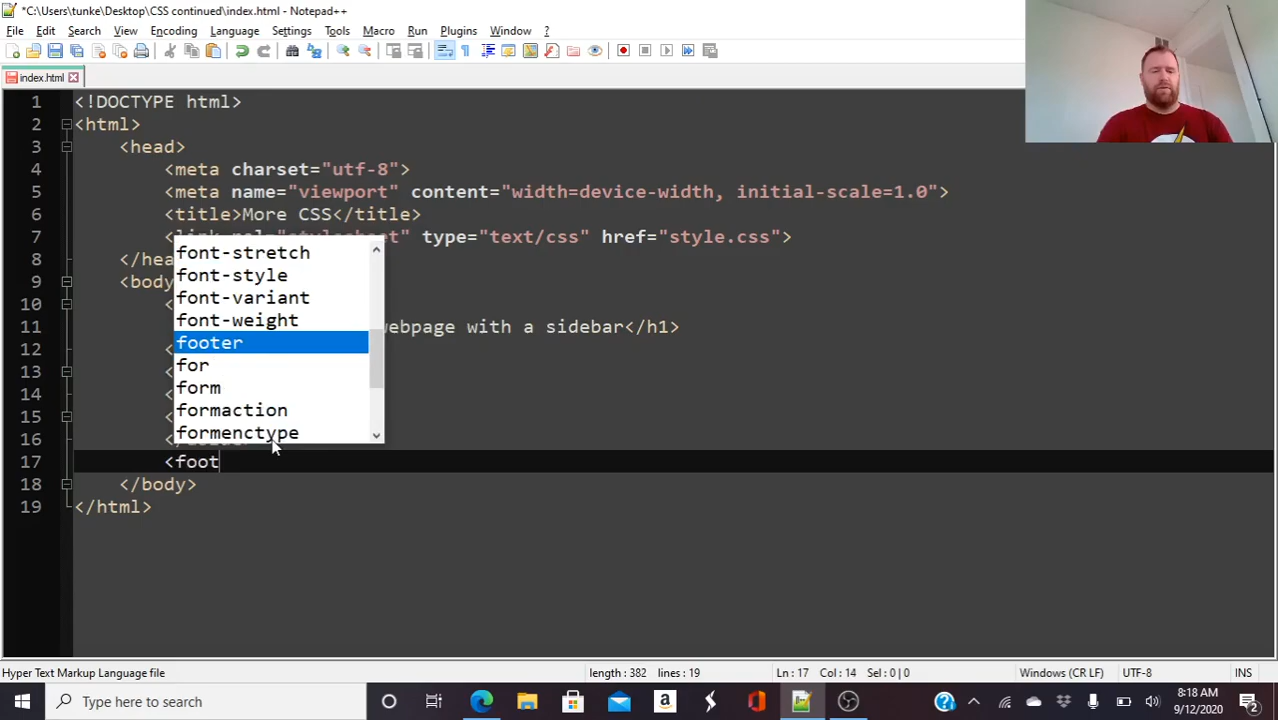 *C:\Users\tunke\Desktop\CSS continued\index.html - Notepad++
File Edit Search View Encoding Language Settings Tools Macro Run Plugins Window ?
index.html
1 <!DOCTYPE html>
2 <html>
3 <head>
4 <meta charset="utf-8">
5 <meta name="viewport" content="width=device-width, initial-scale=1.0">
6 <title>More CSS</title>
7 type="text/css" href="style.css">
8 </hea
9 <body
10 <
11 webpage with a sidebar</h1>
12 <
13 <
14 <
15 <
16 <
17 <foot
18 </body>
19 </html>
font-stretch
font-style
font-variant
font-weight
footer
for
form
formaction
formenctype
Hyper Text Markup Language file length : 382 lines : 19 Ln : 17 Col : 14 Sel : 0 | 0 Windows (CR LF) UTF-8 INS
Type here to search
8:18 AM
9/12/2020
2